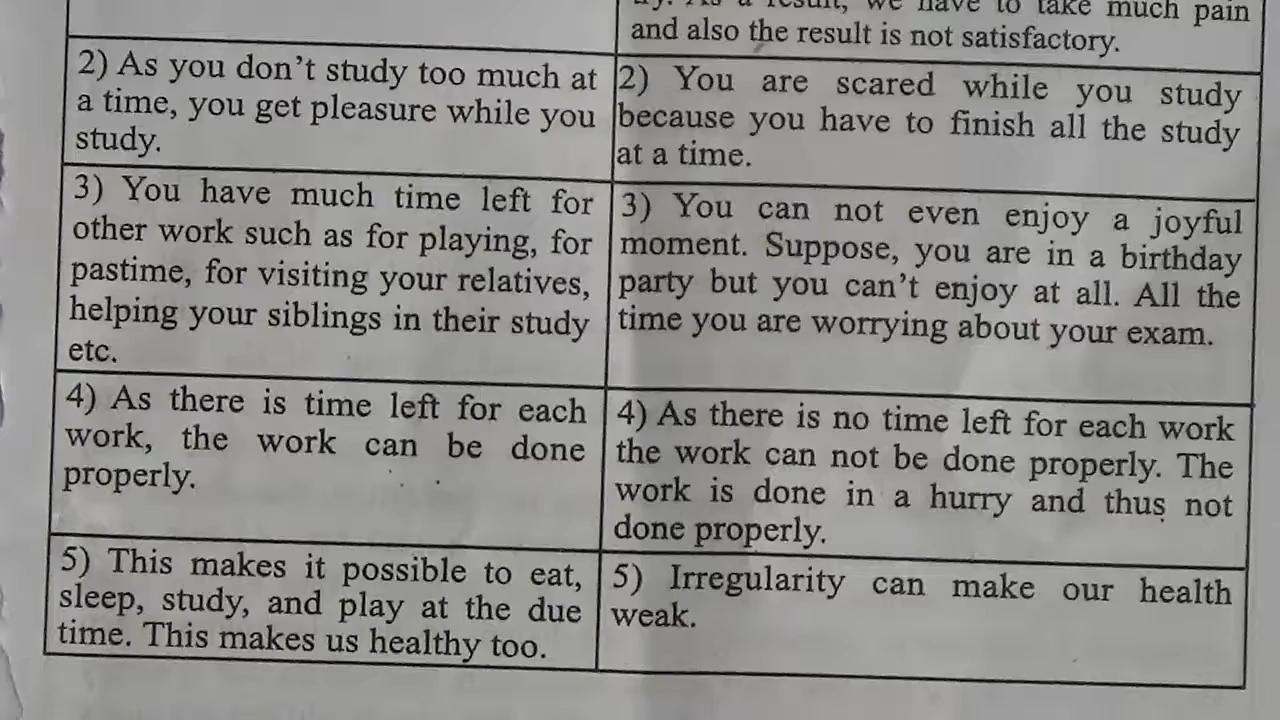 have to take much pain
and also the result is not satisfactory.
2) As you don't study too much at
a time, you get pleasure while you
study.
2) You are scared while you study
because you have to finish all the study
at a time.
3) You have much time left for
other work such as for playing, for
pastime, for visiting your relatives,
helping your siblings in their study
etc.
3) You can not even enjoy a joyful
moment. Suppose, you are in a birthday
party but you can't enjoy at all. All the
time you are worrying about your exam.
4) As there is time left for each
work, the work can be done
properly.
4) As there is no time left for each work
the work can not be done properly. The
work is done in a hurry and thus not
done properly.
5) This makes it possible to eat,
sleep, study, and play at the due
time. This makes us healthy too.
5) Irregularity can make our health
weak.